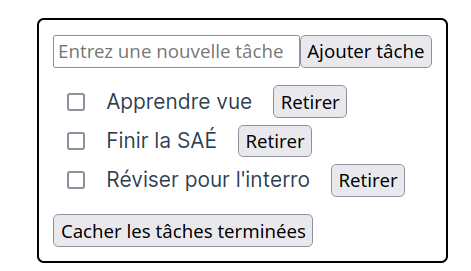 Entrez une nouvelle tâche Ajouter tâche
Apprendre vue Retirer
Finir la SAÉ Retirer
Réviser pour l'interro Retirer
Cacher les tâches terminées